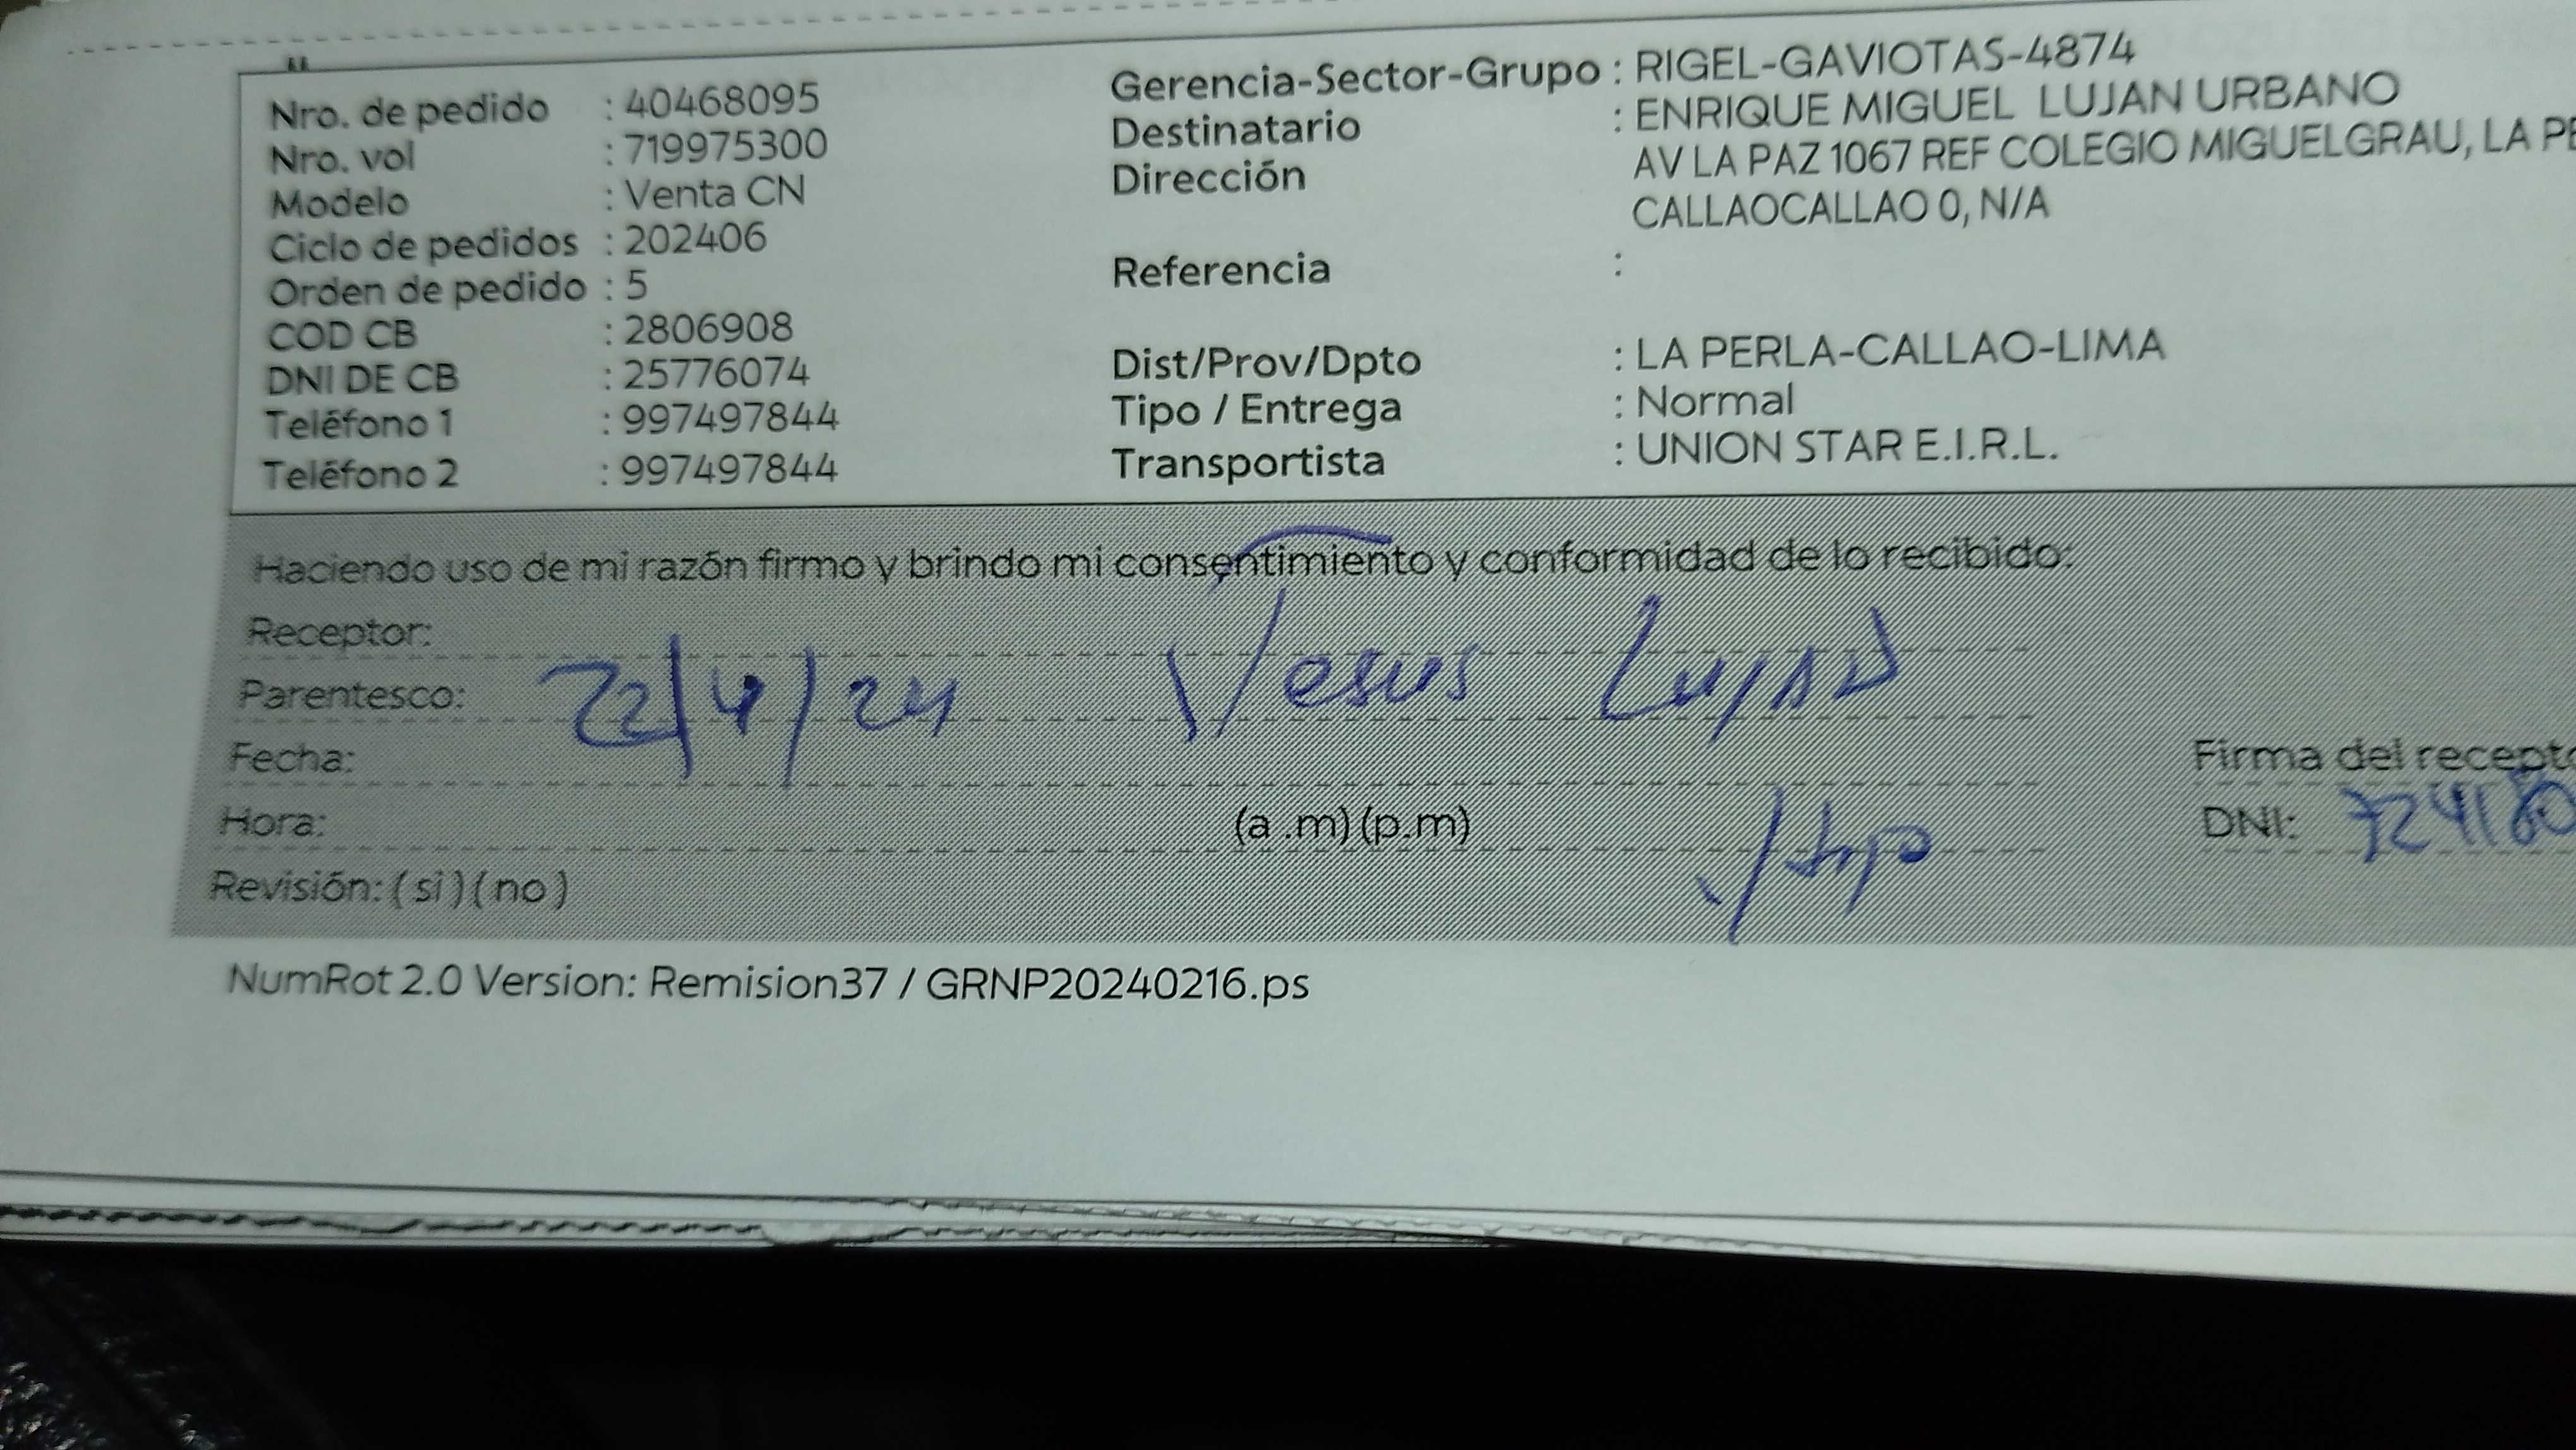 Nro. de pedido : 40468095
Nro. vol : 719975300
Modelo : Venta CN
Ciclo de pedidos : 202406
Orden de pedido : 5
COD CB : 2806908
DNI DE CB : 25776074
Teléfono 1 : 997497844
Teléfono 2 : 997497844
Gerencia-Sector-Grupo : RIGEL-GAVIOTAS-4874
Destinatario : ENRIQUE MIGUEL LUJAN URBANO
Dirección AV LA PAZ 1067 REF COLEGIO MIGUELGRAU, LA PE
CALLAOCALLAO 0, N/A
Referencia :
Dist/Prov/Dpto : LA PERLA-CALLAO-LIMA
Tipo / Entrega : Normal
Transportista : UNION STAR E.I.R.L.
Haciendo uso de mi razón firmo y brindo mi consentimiento y conformidad de lo recibido:
Receptor:
Parentesco: 22/4/24 Jesus Lujan
Fecha:
Firma del recepto
Hora: (a .m) (p.m)
DNI: 724180
Revisión: ( si ) ( no )
NumRot 2.0 Version: Remision37 / GRNP20240216.ps